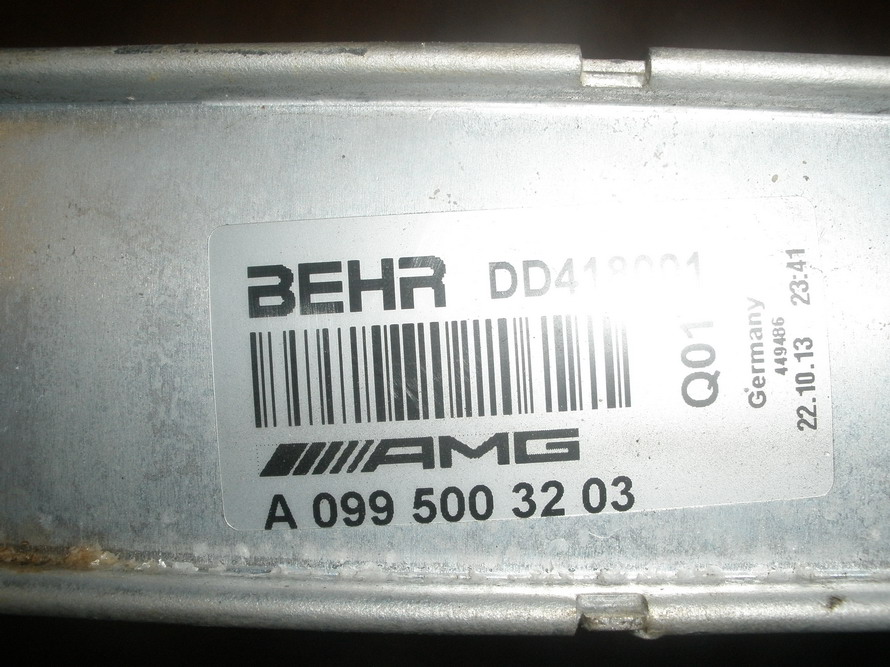 BEHR
AMG
A 099 500 32 03
Q01
Germany
449486
22.10.13 23:41